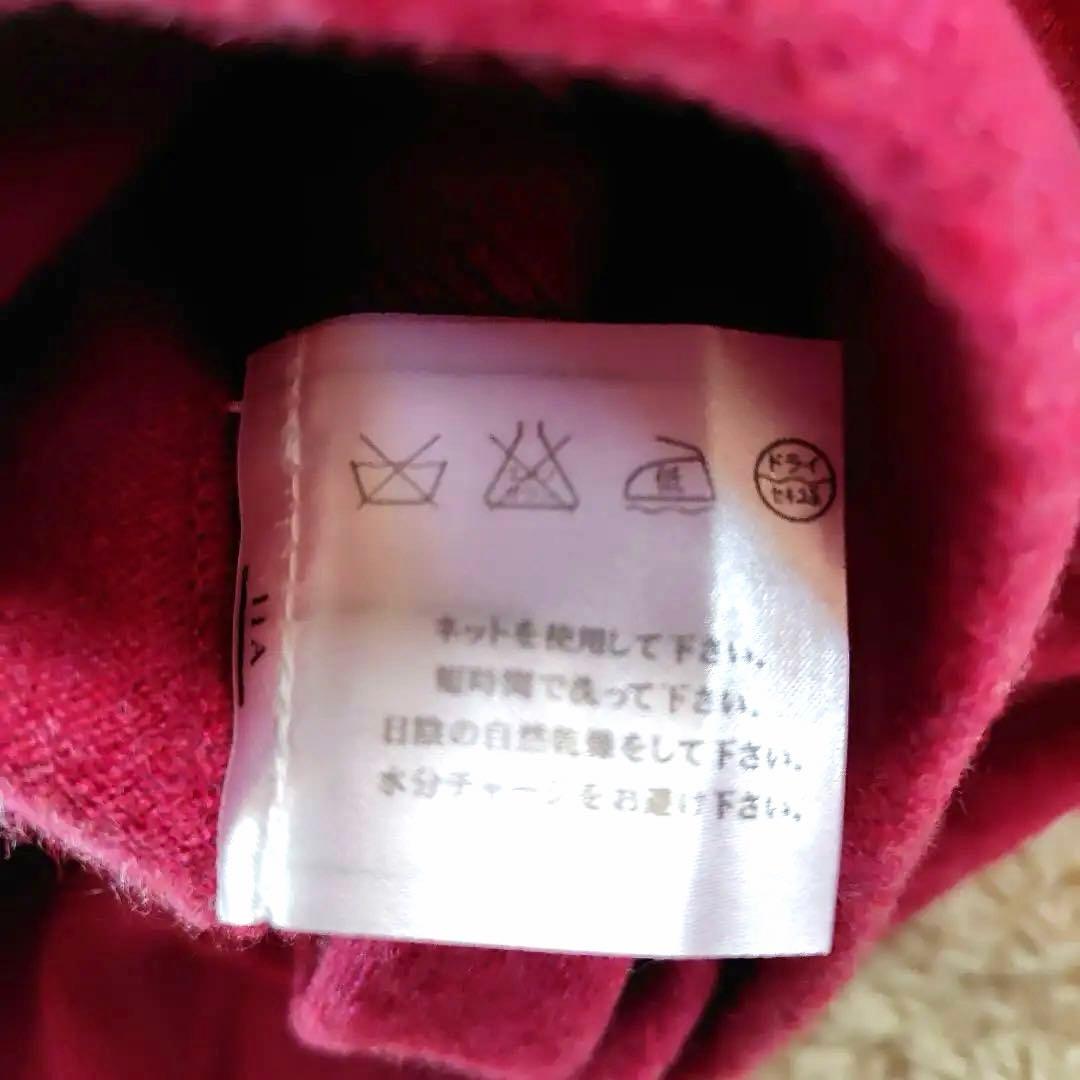 低
ドライ
セキユ系
ネットを使用して下さい。
短時間で洗って下さい。
日陰の自然乾燥をして下さい。
水分チャージをお避け下さい。